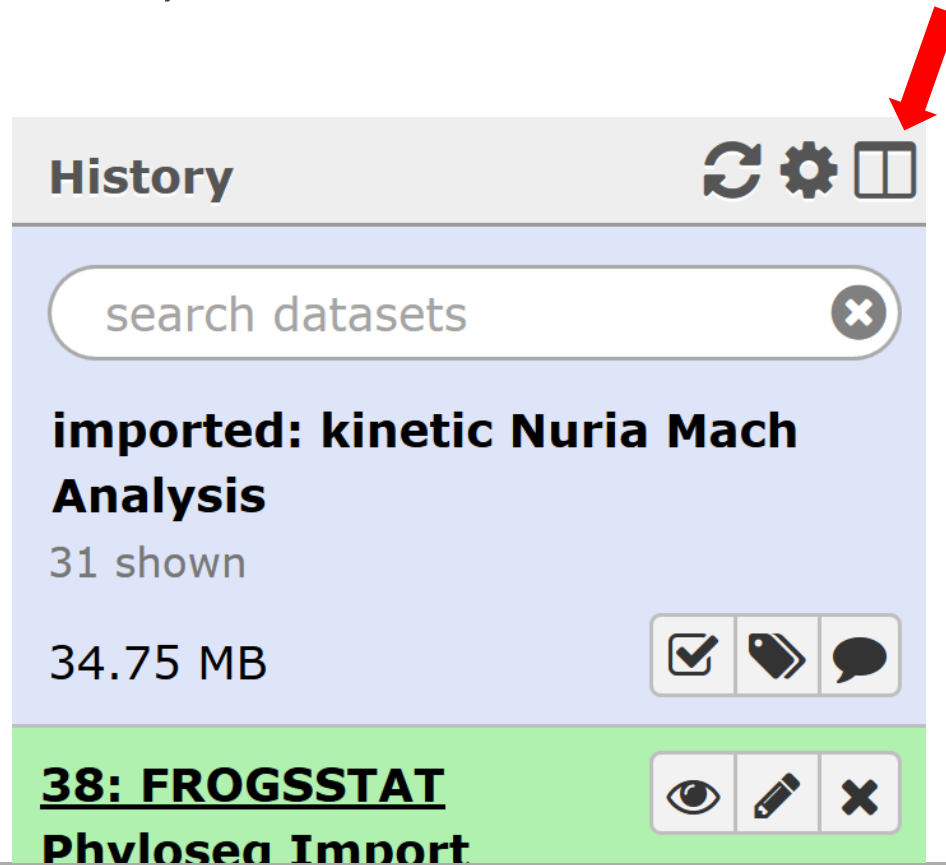 History
search datasets
imported: kinetic Nuria Mach
Analysis
31 shown
34.75 MB
38: FROGSSTAT
Phyloseq Import